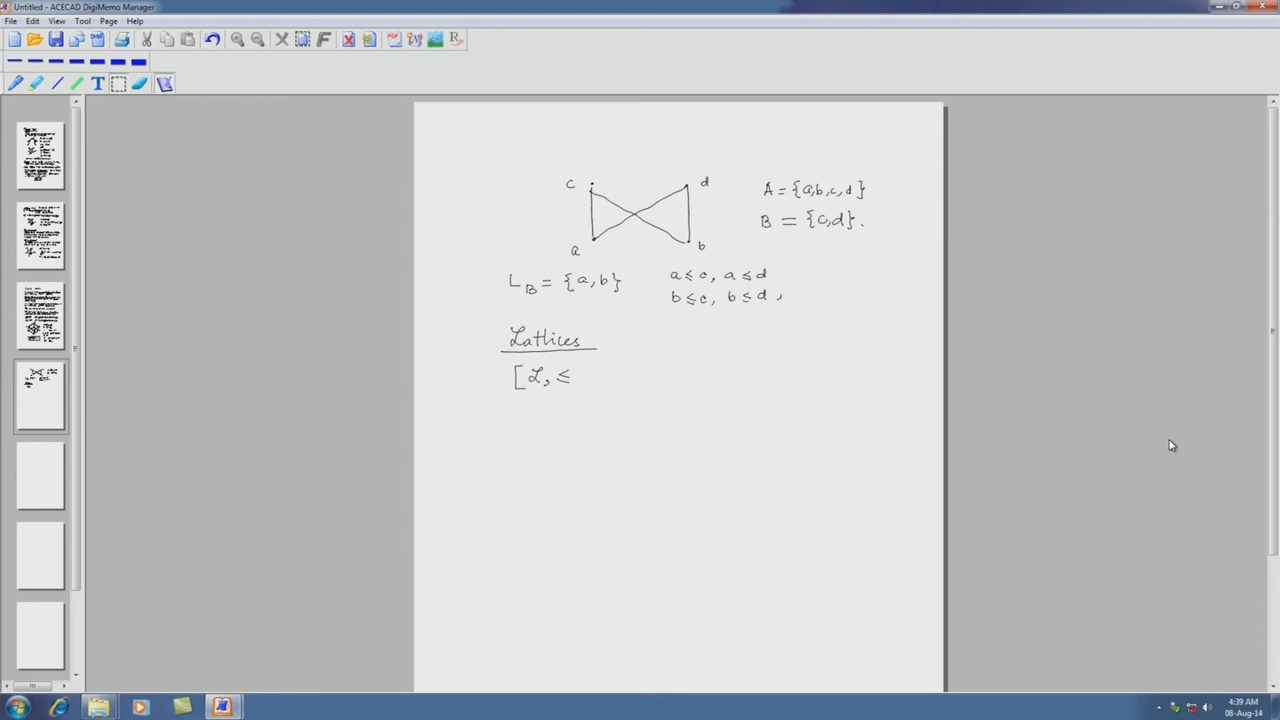 Untitled - ACECAD DigiMemo Manager
File Edit View Tool Page Help
c d A = {a,b,c,d}
B = {c,d}.
a b
L_B = {a,b} a ≤ c, a ≤ d
b ≤ c, b ≤ d ,
Lattices
[L, ≤
4:39 AM
08-Aug-14